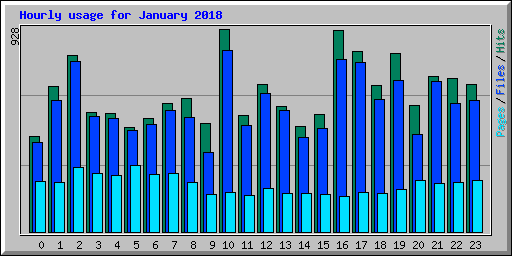 Hourly usage for January 2018
928
Pages/Files/Hits
0 1 2 3 4 5 6 7 8 9 10 11 12 13 14 15 16 17 18 19 20 21 22 23